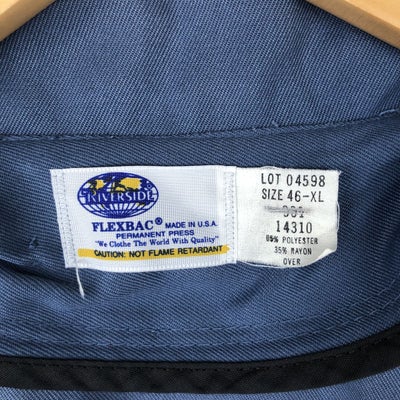 RIVERSIDE
FLEXBAC® MADE IN U.S.A.
PERMANENT PRESS
"We Clothe The World With Quality"
CAUTION: NOT FLAME RETARDANT
LOT 04598
SIZE 46-XL
14310
65% POLYESTER
35% RAYON
OVER